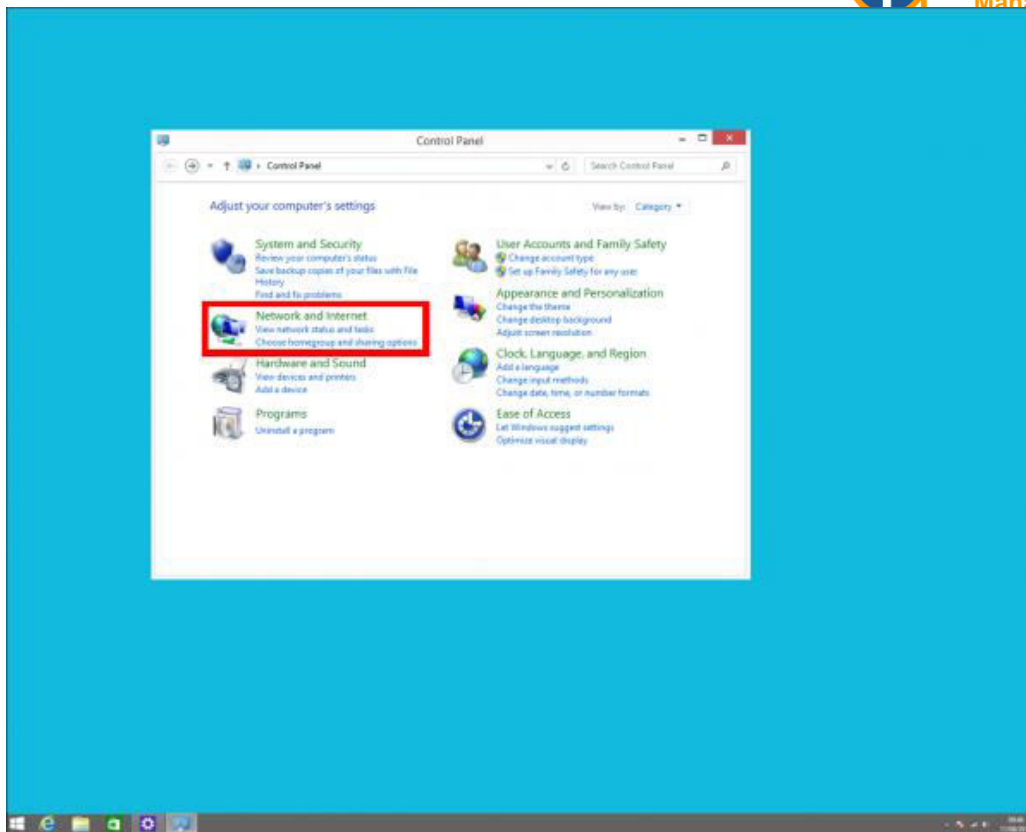 Control Panel
Control Panel
Search Control Panel
Adjust your computer's settings
View by: Category
System and Security
Review your computer's status
Save backup copies of your files with File
History
Find and fix problems
Network and Internet
View network status and tasks
Choose homegroup and sharing options
Hardware and Sound
View devices and printers
Add a device
Programs
Uninstall a program
User Accounts and Family Safety
Change account type
Set up Family Safety for any user
Appearance and Personalization
Change the theme
Change desktop background
Adjust screen resolution
Clock, Language, and Region
Add a language
Change input methods
Change date, time, or number formats
Ease of Access
Let Windows suggest settings
Optimize visual display